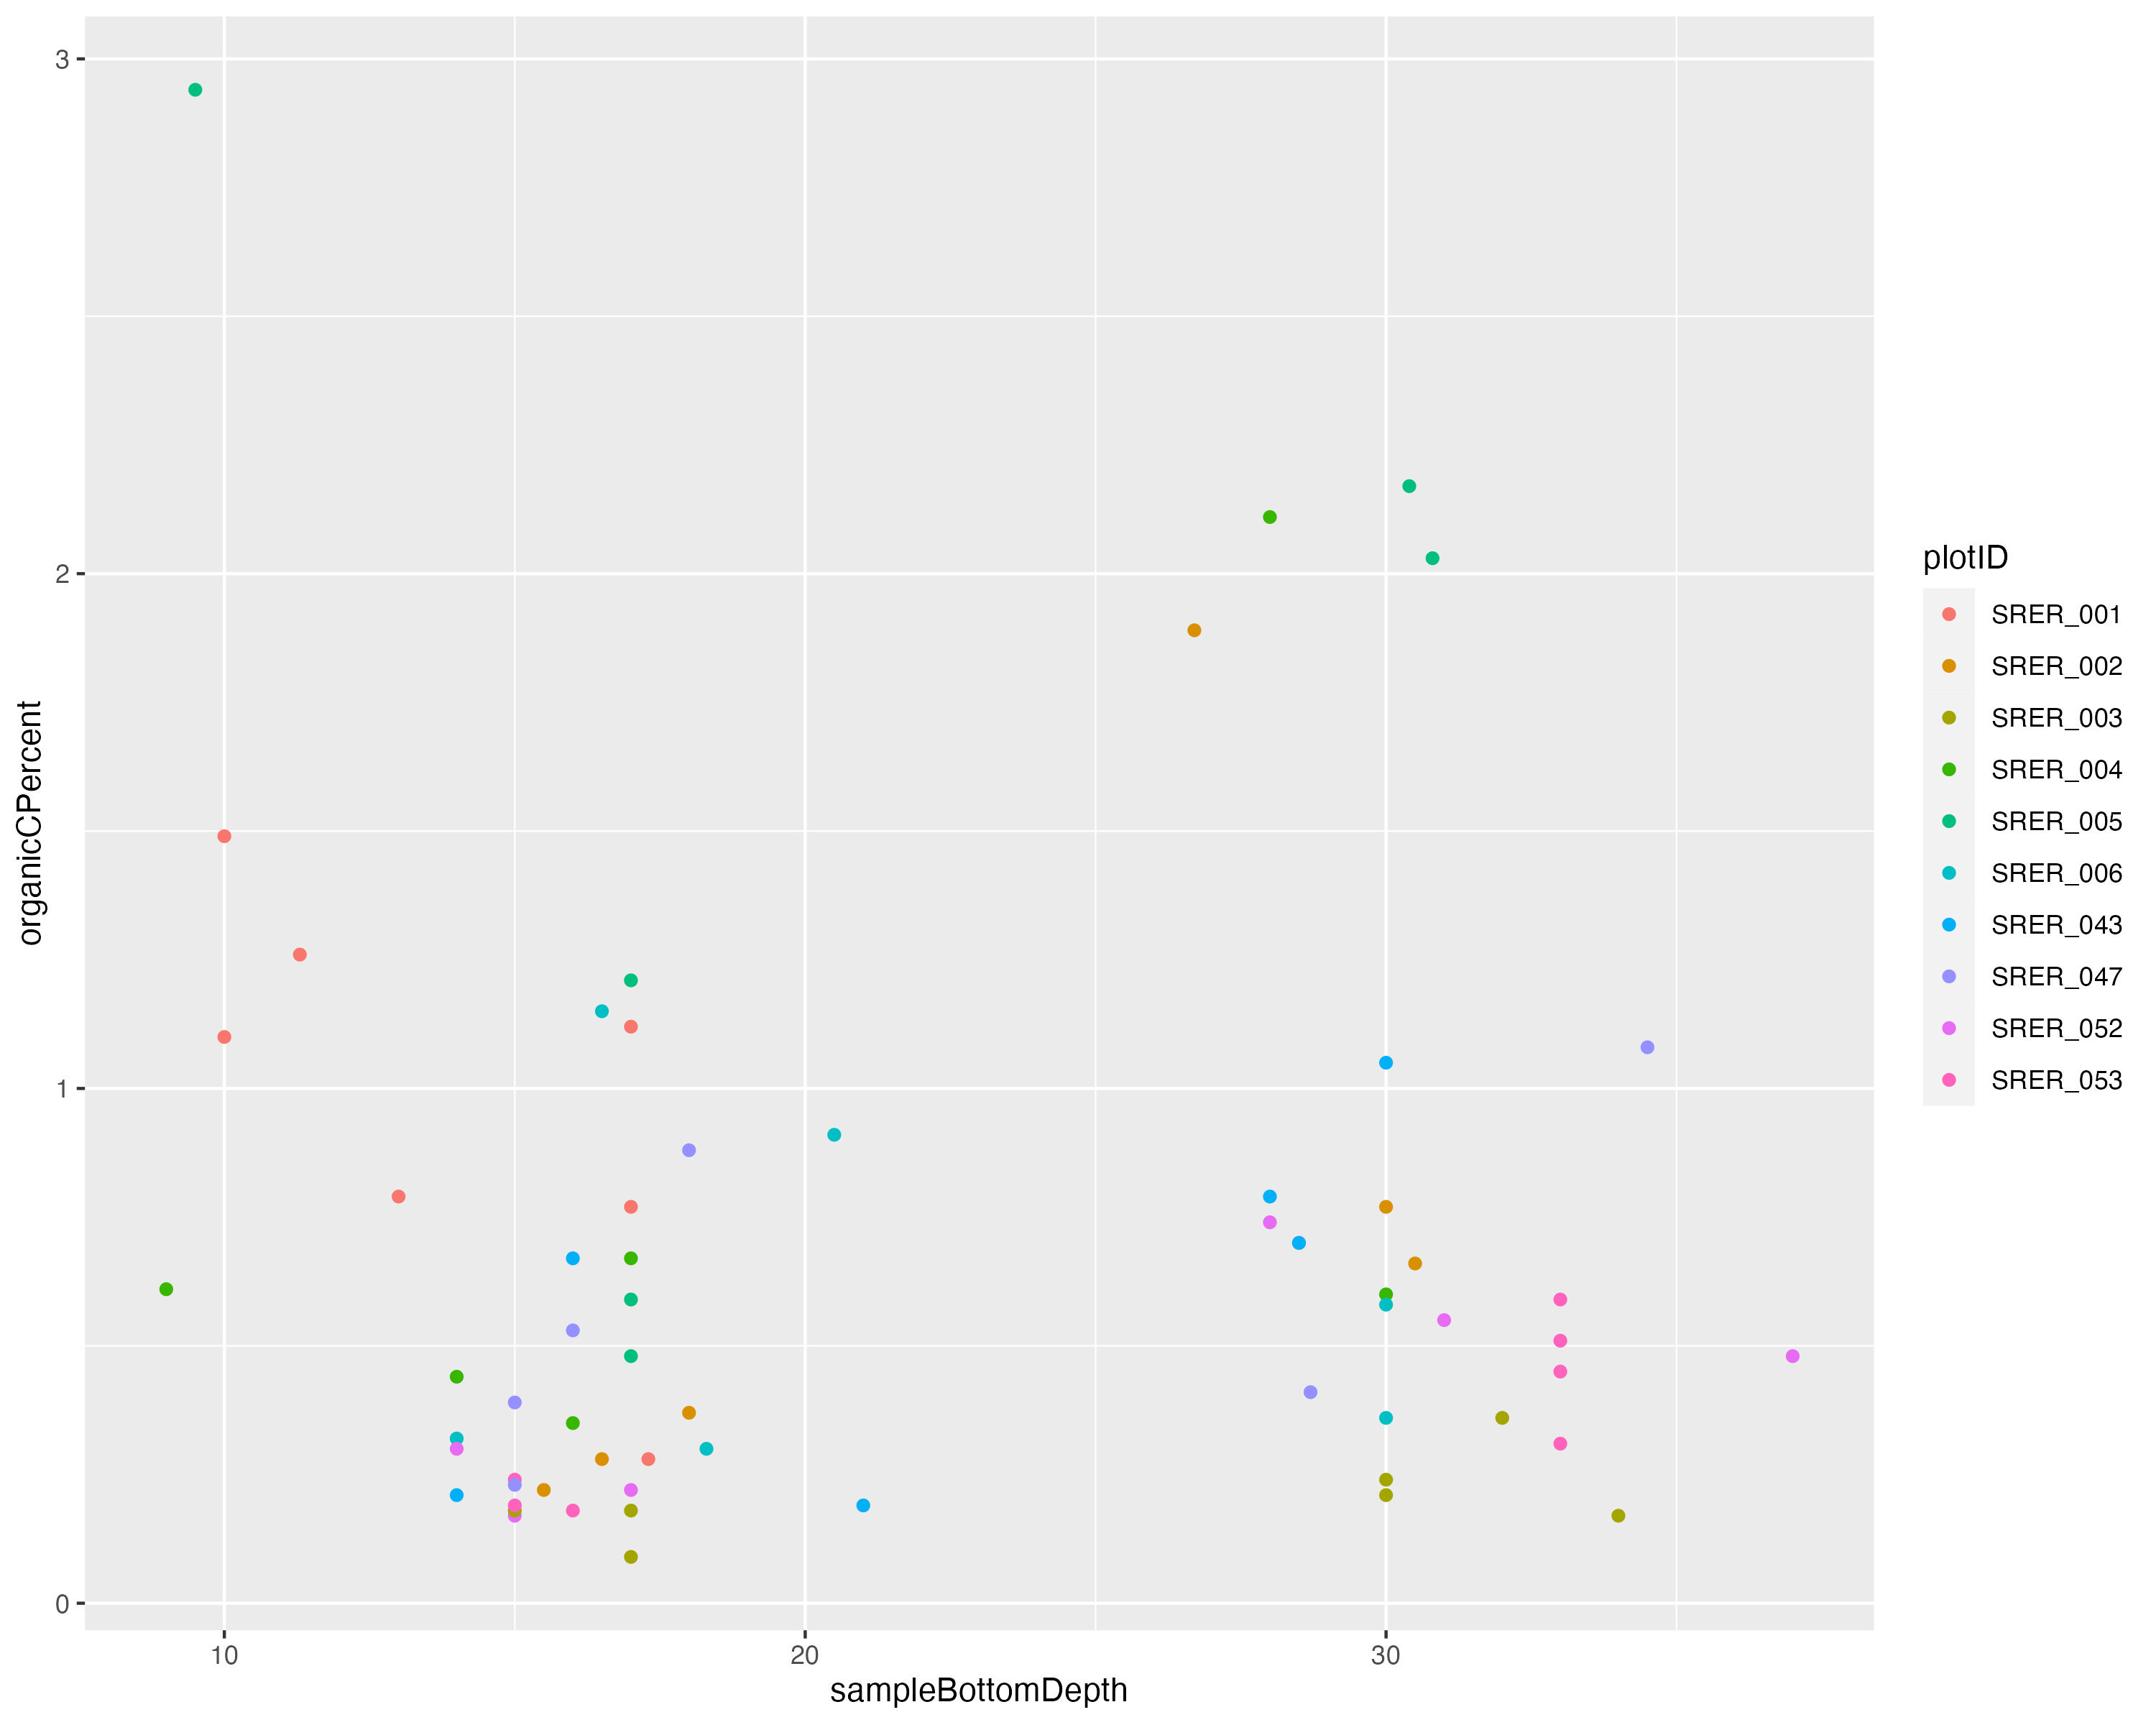 3
2
1
0
organicCPercent
10
20
30
sampleBottomDepth
plotID
SRER_001
SRER_002
SRER_003
SRER_004
SRER_005
SRER_006
SRER_043
SRER_047
SRER_052
SRER_053